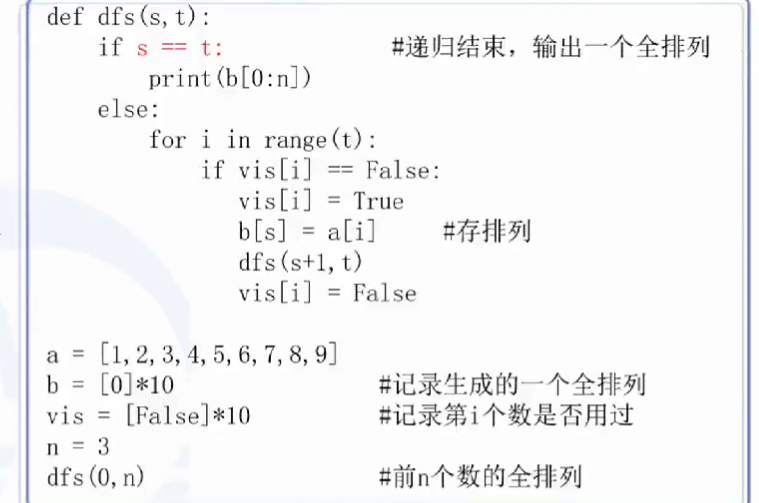 def dfs(s,t):
    if s == t:                #递归结束，输出一个全排列
        print(b[0:n])
    else:
        for i in range(t):
            if vis[i] == False:
               vis[i] = True
               b[s] = a[i]     #存排列
               dfs(s+1,t)
               vis[i] = False
a = [1,2,3,4,5,6,7,8,9]
b = [0]*10                #记录生成的一个全排列
vis = [False]*10          #记录第i个数是否用过
n = 3
dfs(0,n)                  #前n个数的全排列